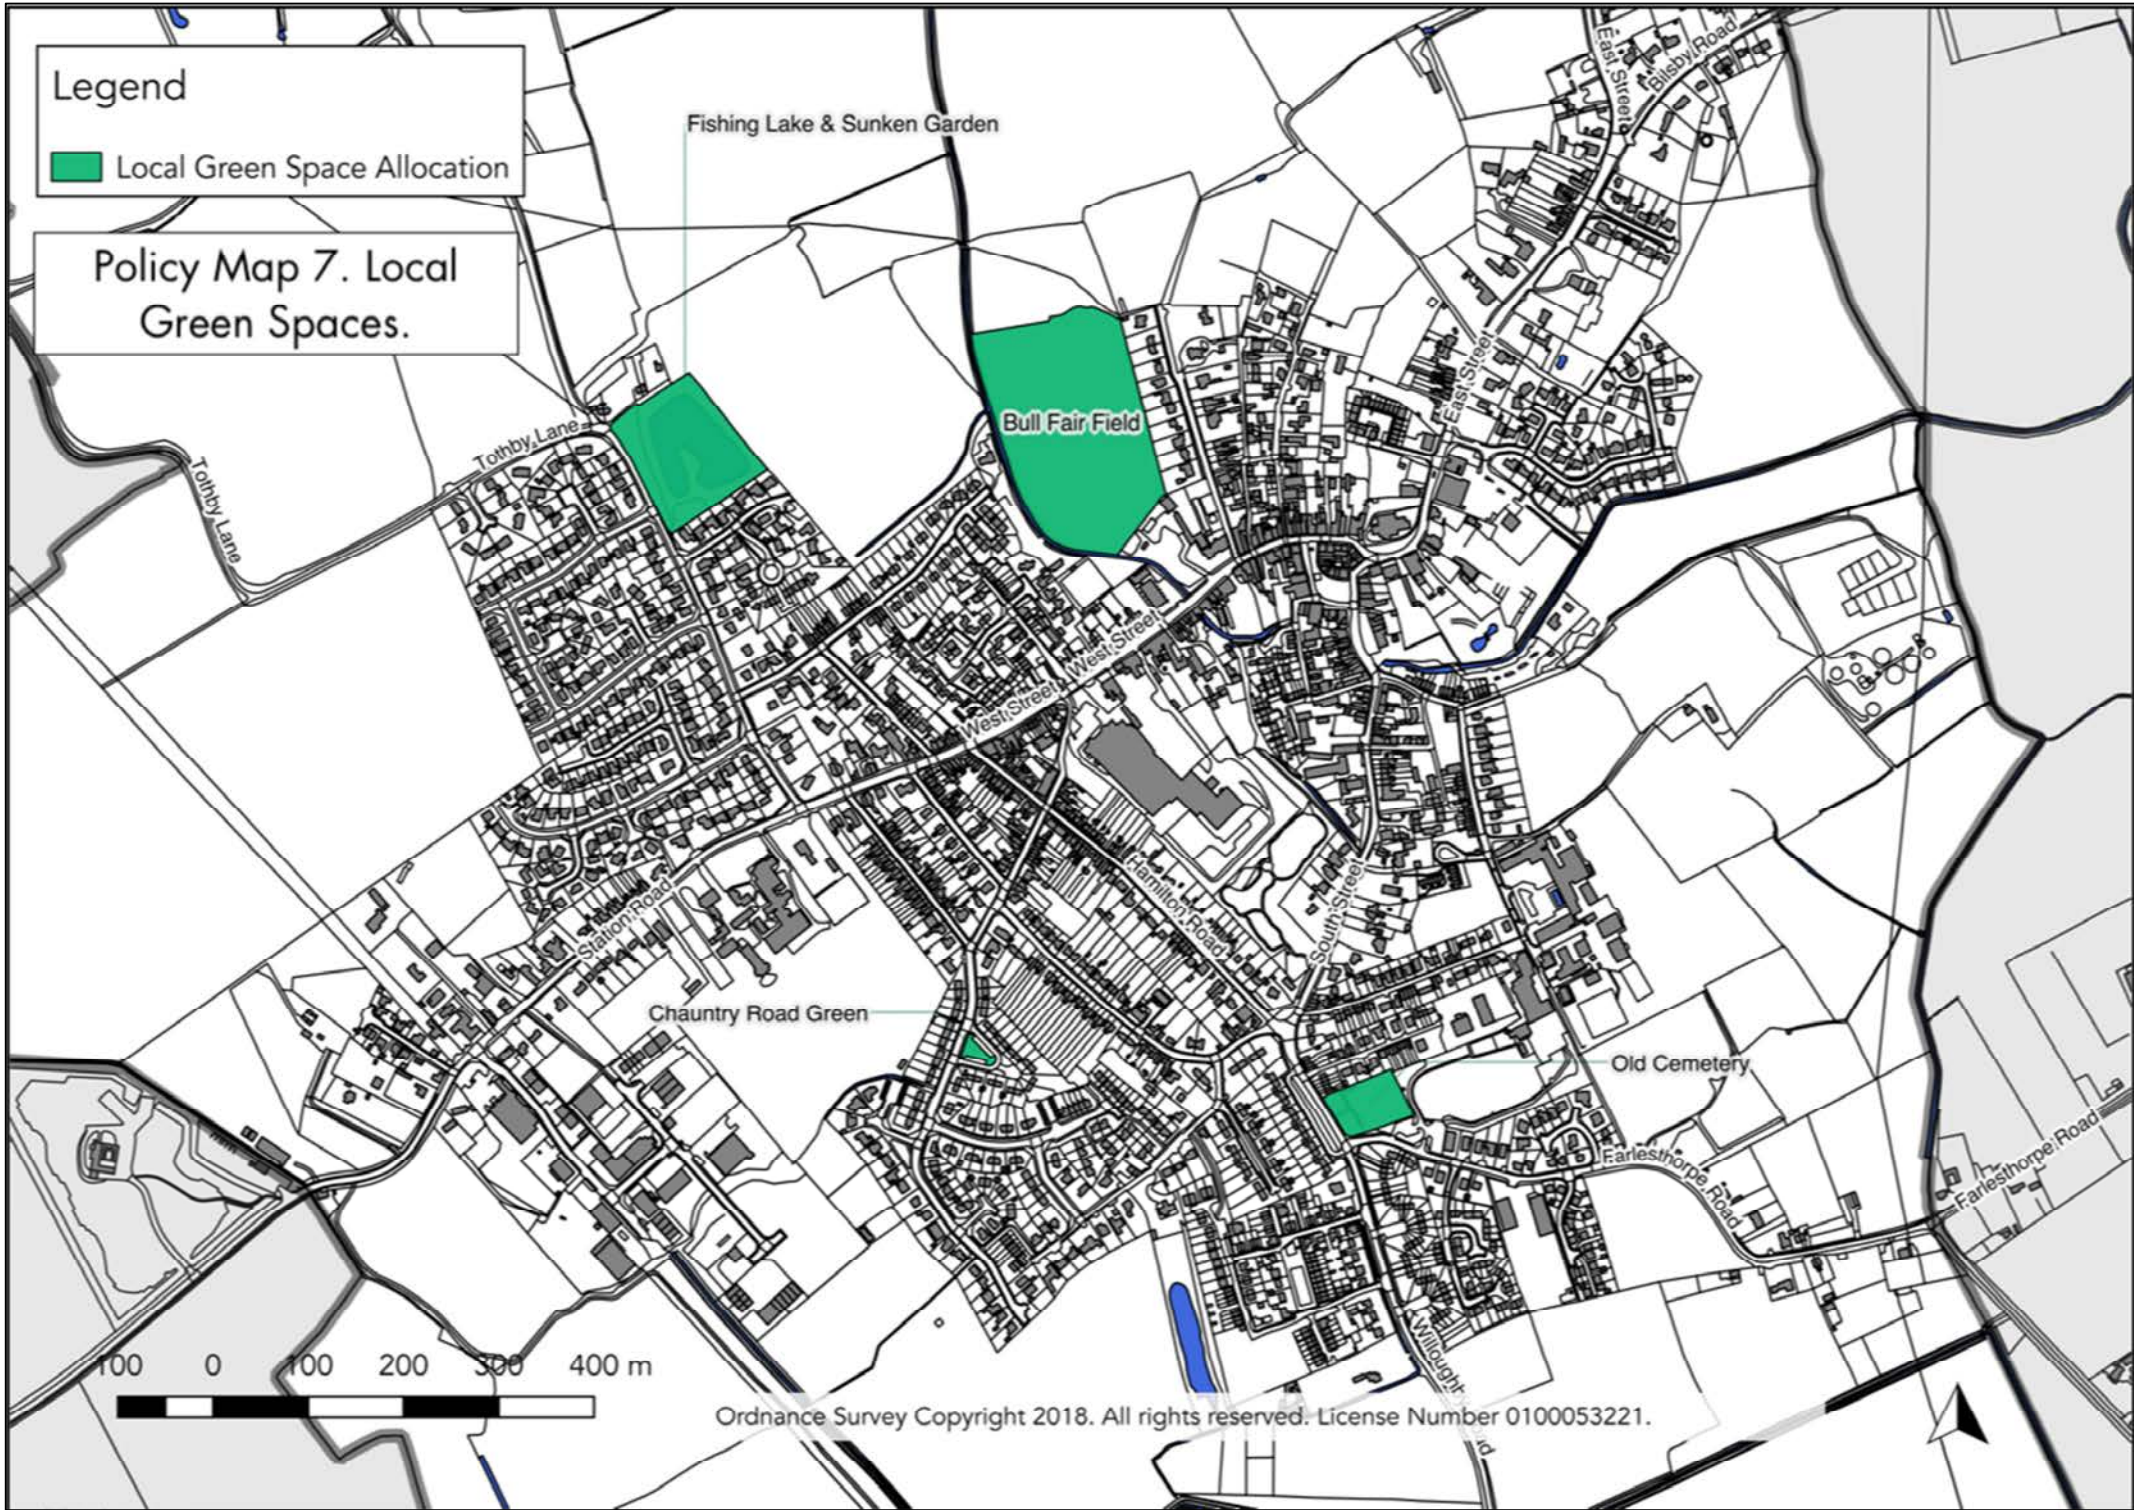 Legend
Local Green Space Allocation
Policy Map 7. Local
Green Spaces.
Fishing Lake & Sunken Garden
East Street
Bilsby Road
Bull Fair Field
East Street
Tothby Lane
Tothby Lane
West Street
West Street
Hamilton Road
South Street
Station Road
Chauntry Road Green
Old Cemetery
Farlesthorpe Road
Farlesthorpe Road
Willoughby Road
100 0 100 200 300 400 m
Ordnance Survey Copyright 2018. All rights reserved. License Number 0100053221.